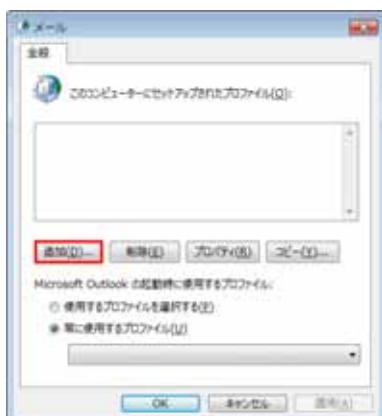 メール
全般
このコンピューターにセットアップされたプロファイル(O):
追加(D)...
削除(E)
プロパティ(R)
コピー(Y)...
Microsoft Outlook の起動時に使用するプロファイル:
使用するプロファイルを選択する(P)
常に使用するプロファイル(U)
OK
キャンセル
適用(A)